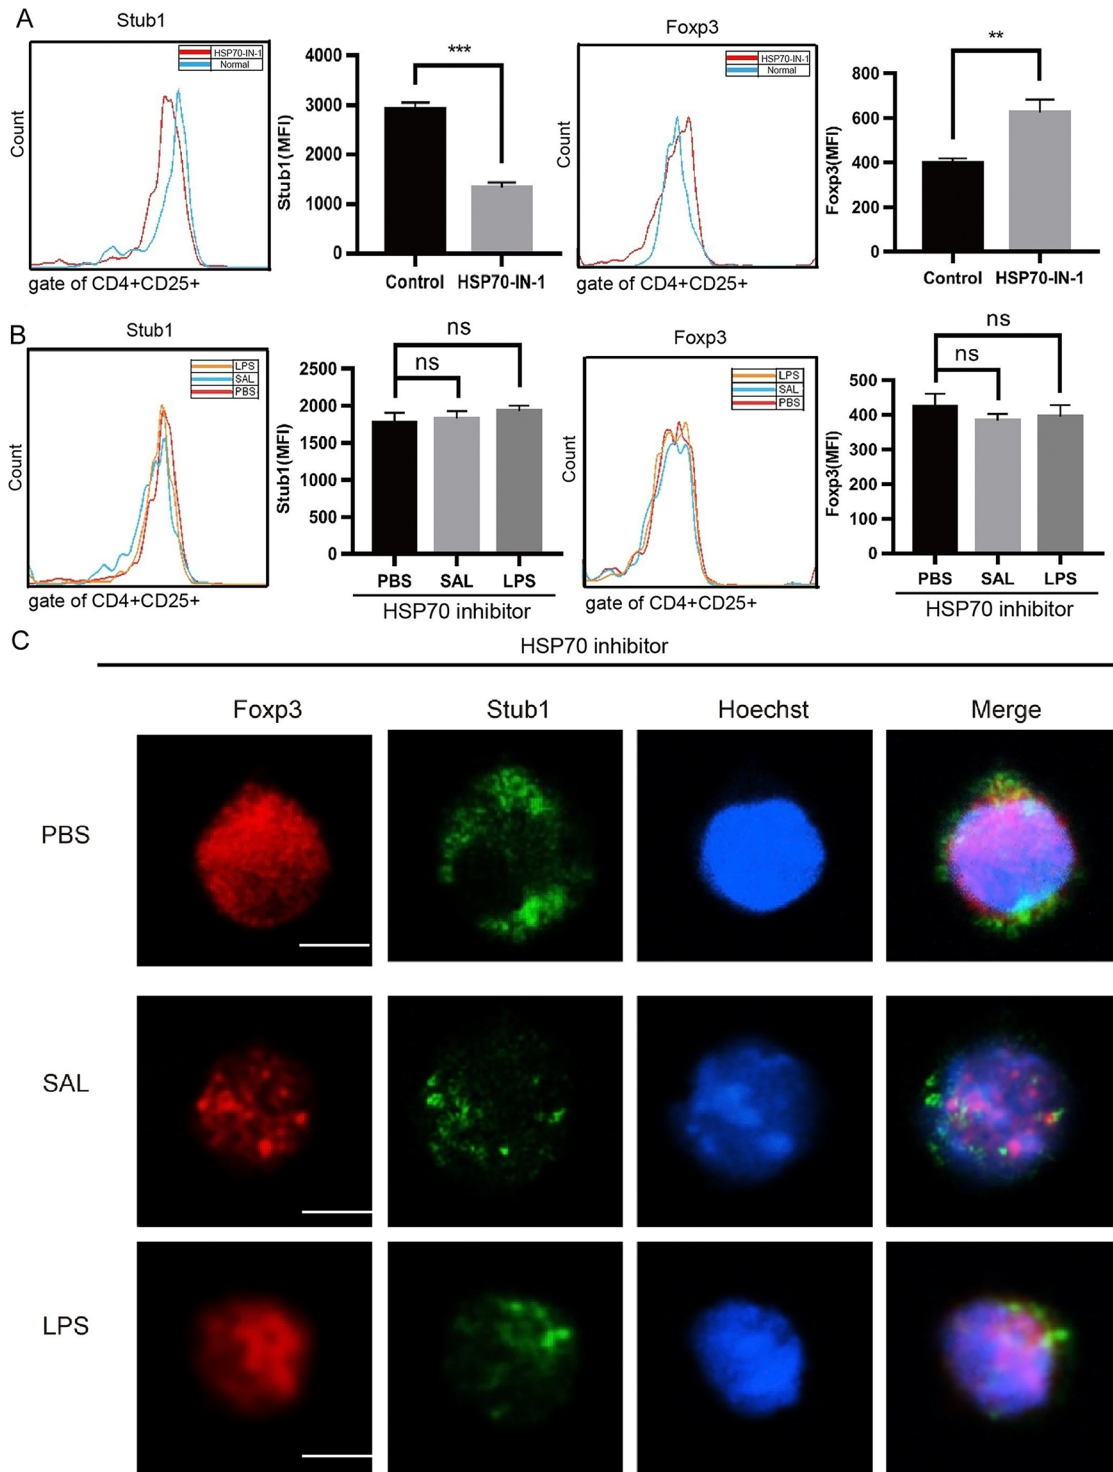 A
Stub1
HSP70-IN-1
Normal
Count
gate of CD4+CD25+
Stub1(MFI)
4000
3000
2000
1000
0
***
Control HSP70-IN-1
Foxp3
HSP70-IN-1
Normal
Count
gate of CD4+CD25+
Foxp3(MFI)
800
600
400
200
0
**
Control HSP70-IN-1
B
Stub1
LPS
SAL
PBS
Count
gate of CD4+CD25+
Stub1(MFI)
2500
2000
1500
1000
500
0
ns
ns
PBS SAL LPS
HSP70 inhibitor
Foxp3
LPS
SAL
PBS
Count
gate of CD4+CD25+
Foxp3(MFI)
500
400
300
200
100
0
ns
ns
PBS SAL LPS
HSP70 inhibitor
C
HSP70 inhibitor
Foxp3 Stub1 Hoechst Merge
PBS
SAL
LPS